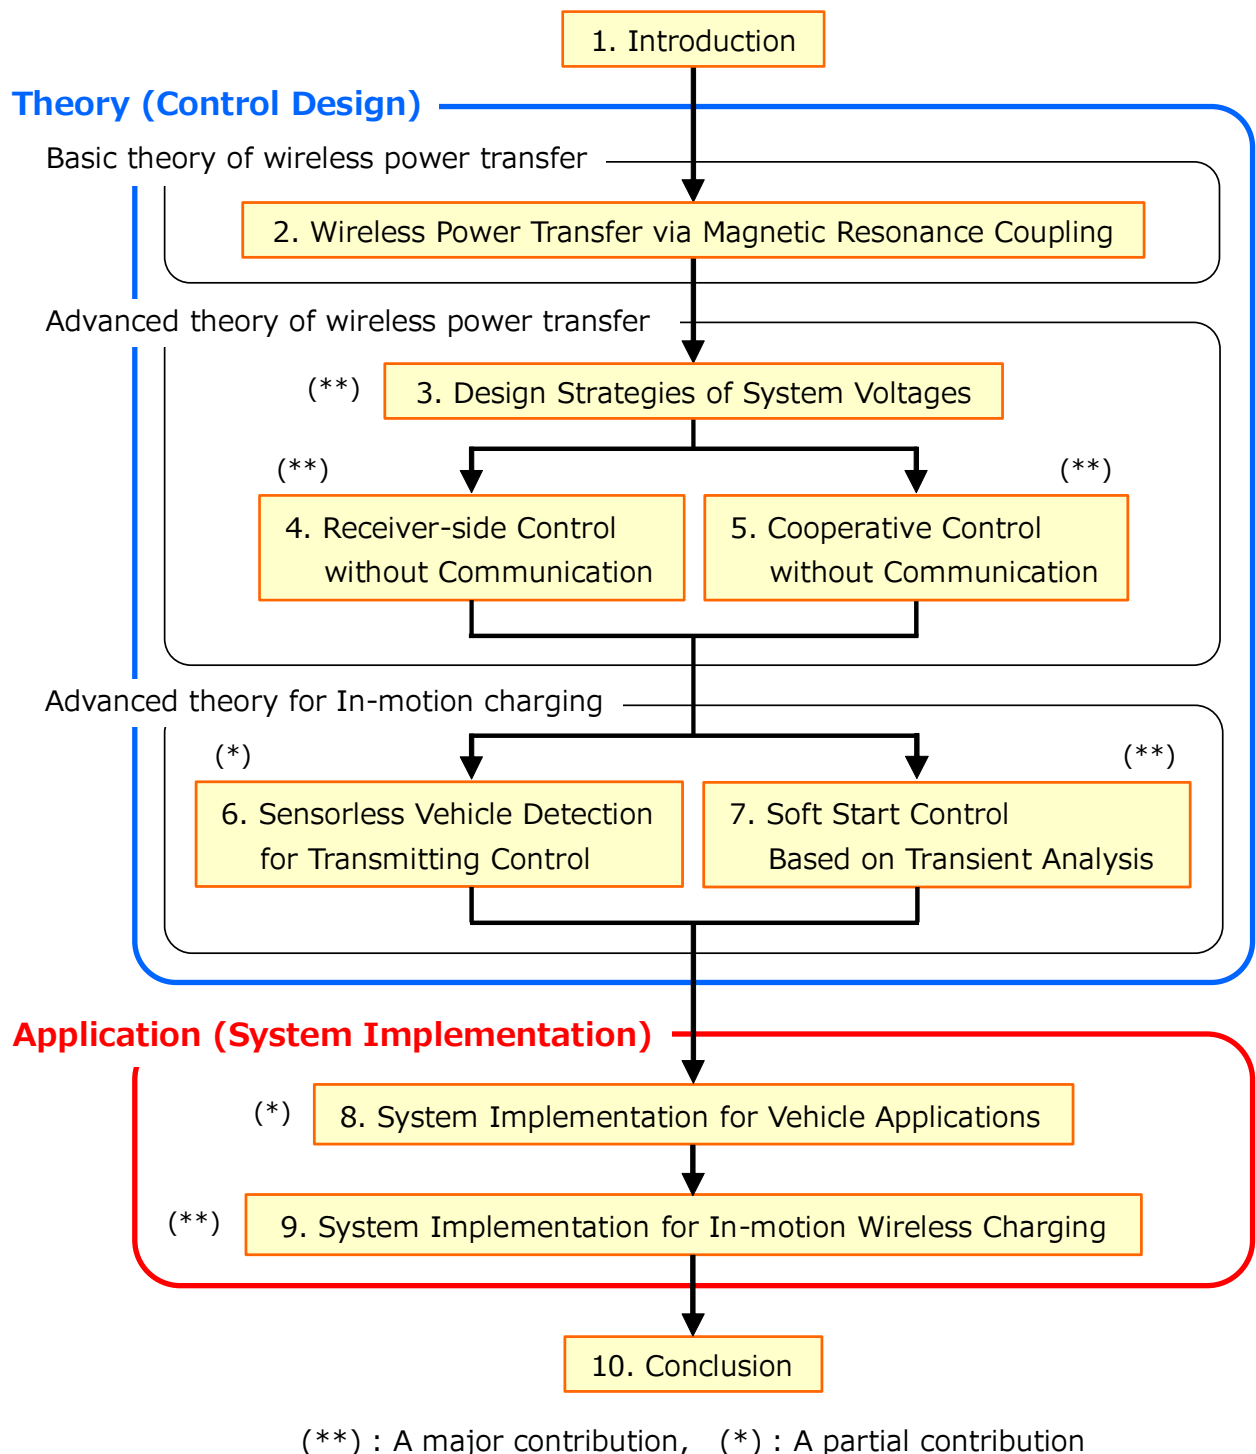 1. Introduction
Theory (Control Design)
Basic theory of wireless power transfer
2. Wireless Power Transfer via Magnetic Resonance Coupling
Advanced theory of wireless power transfer
(**)
3. Design Strategies of System Voltages
(**)
4. Receiver-side Control
without Communication
(**)
5. Cooperative Control
without Communication
Advanced theory for In-motion charging
(*)
6. Sensorless Vehicle Detection
for Transmitting Control
(**)
7. Soft Start Control
Based on Transient Analysis
Application (System Implementation)
(*)
8. System Implementation for Vehicle Applications
(**)
9. System Implementation for In-motion Wireless Charging
10. Conclusion
(**) : A major contribution, (*) : A partial contribution